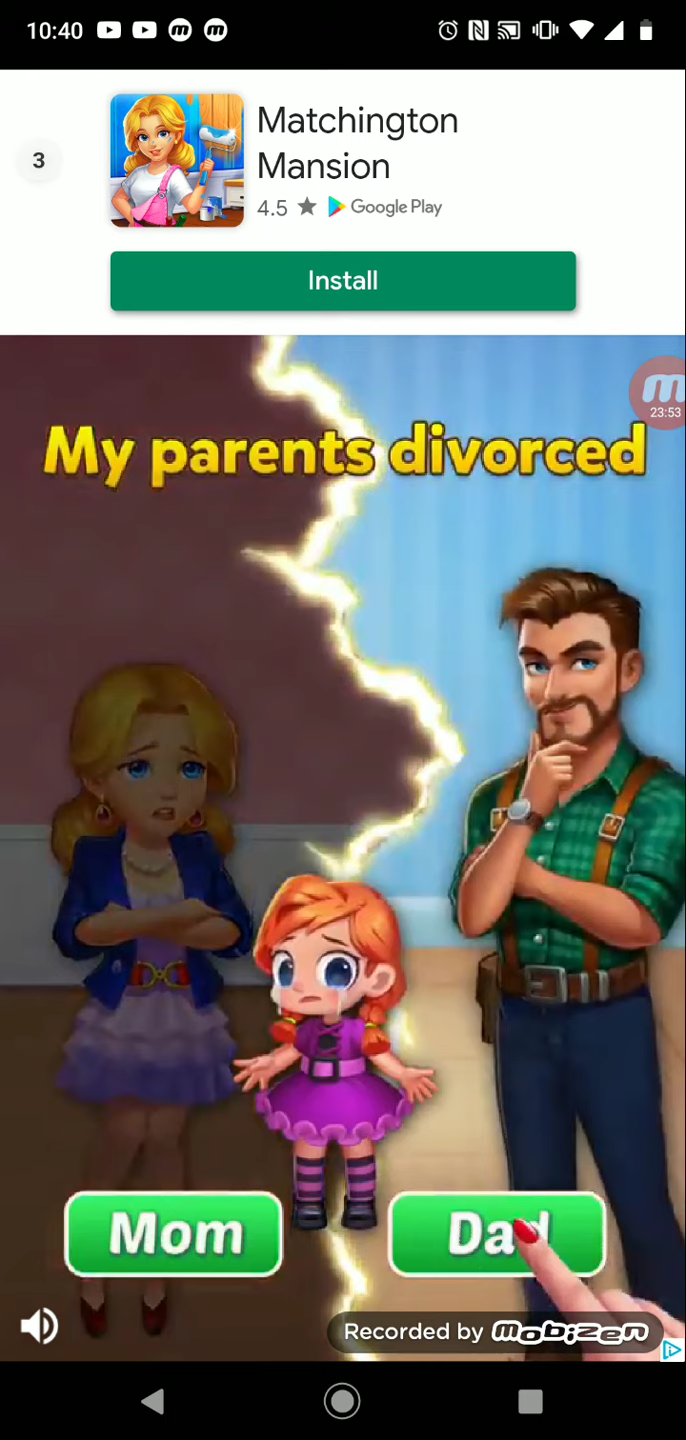 10:40
3
Matchington
Mansion
4.5 ★ Google Play
Install
23:53
My parents divorced
Mom
Dad
Recorded by mobizen